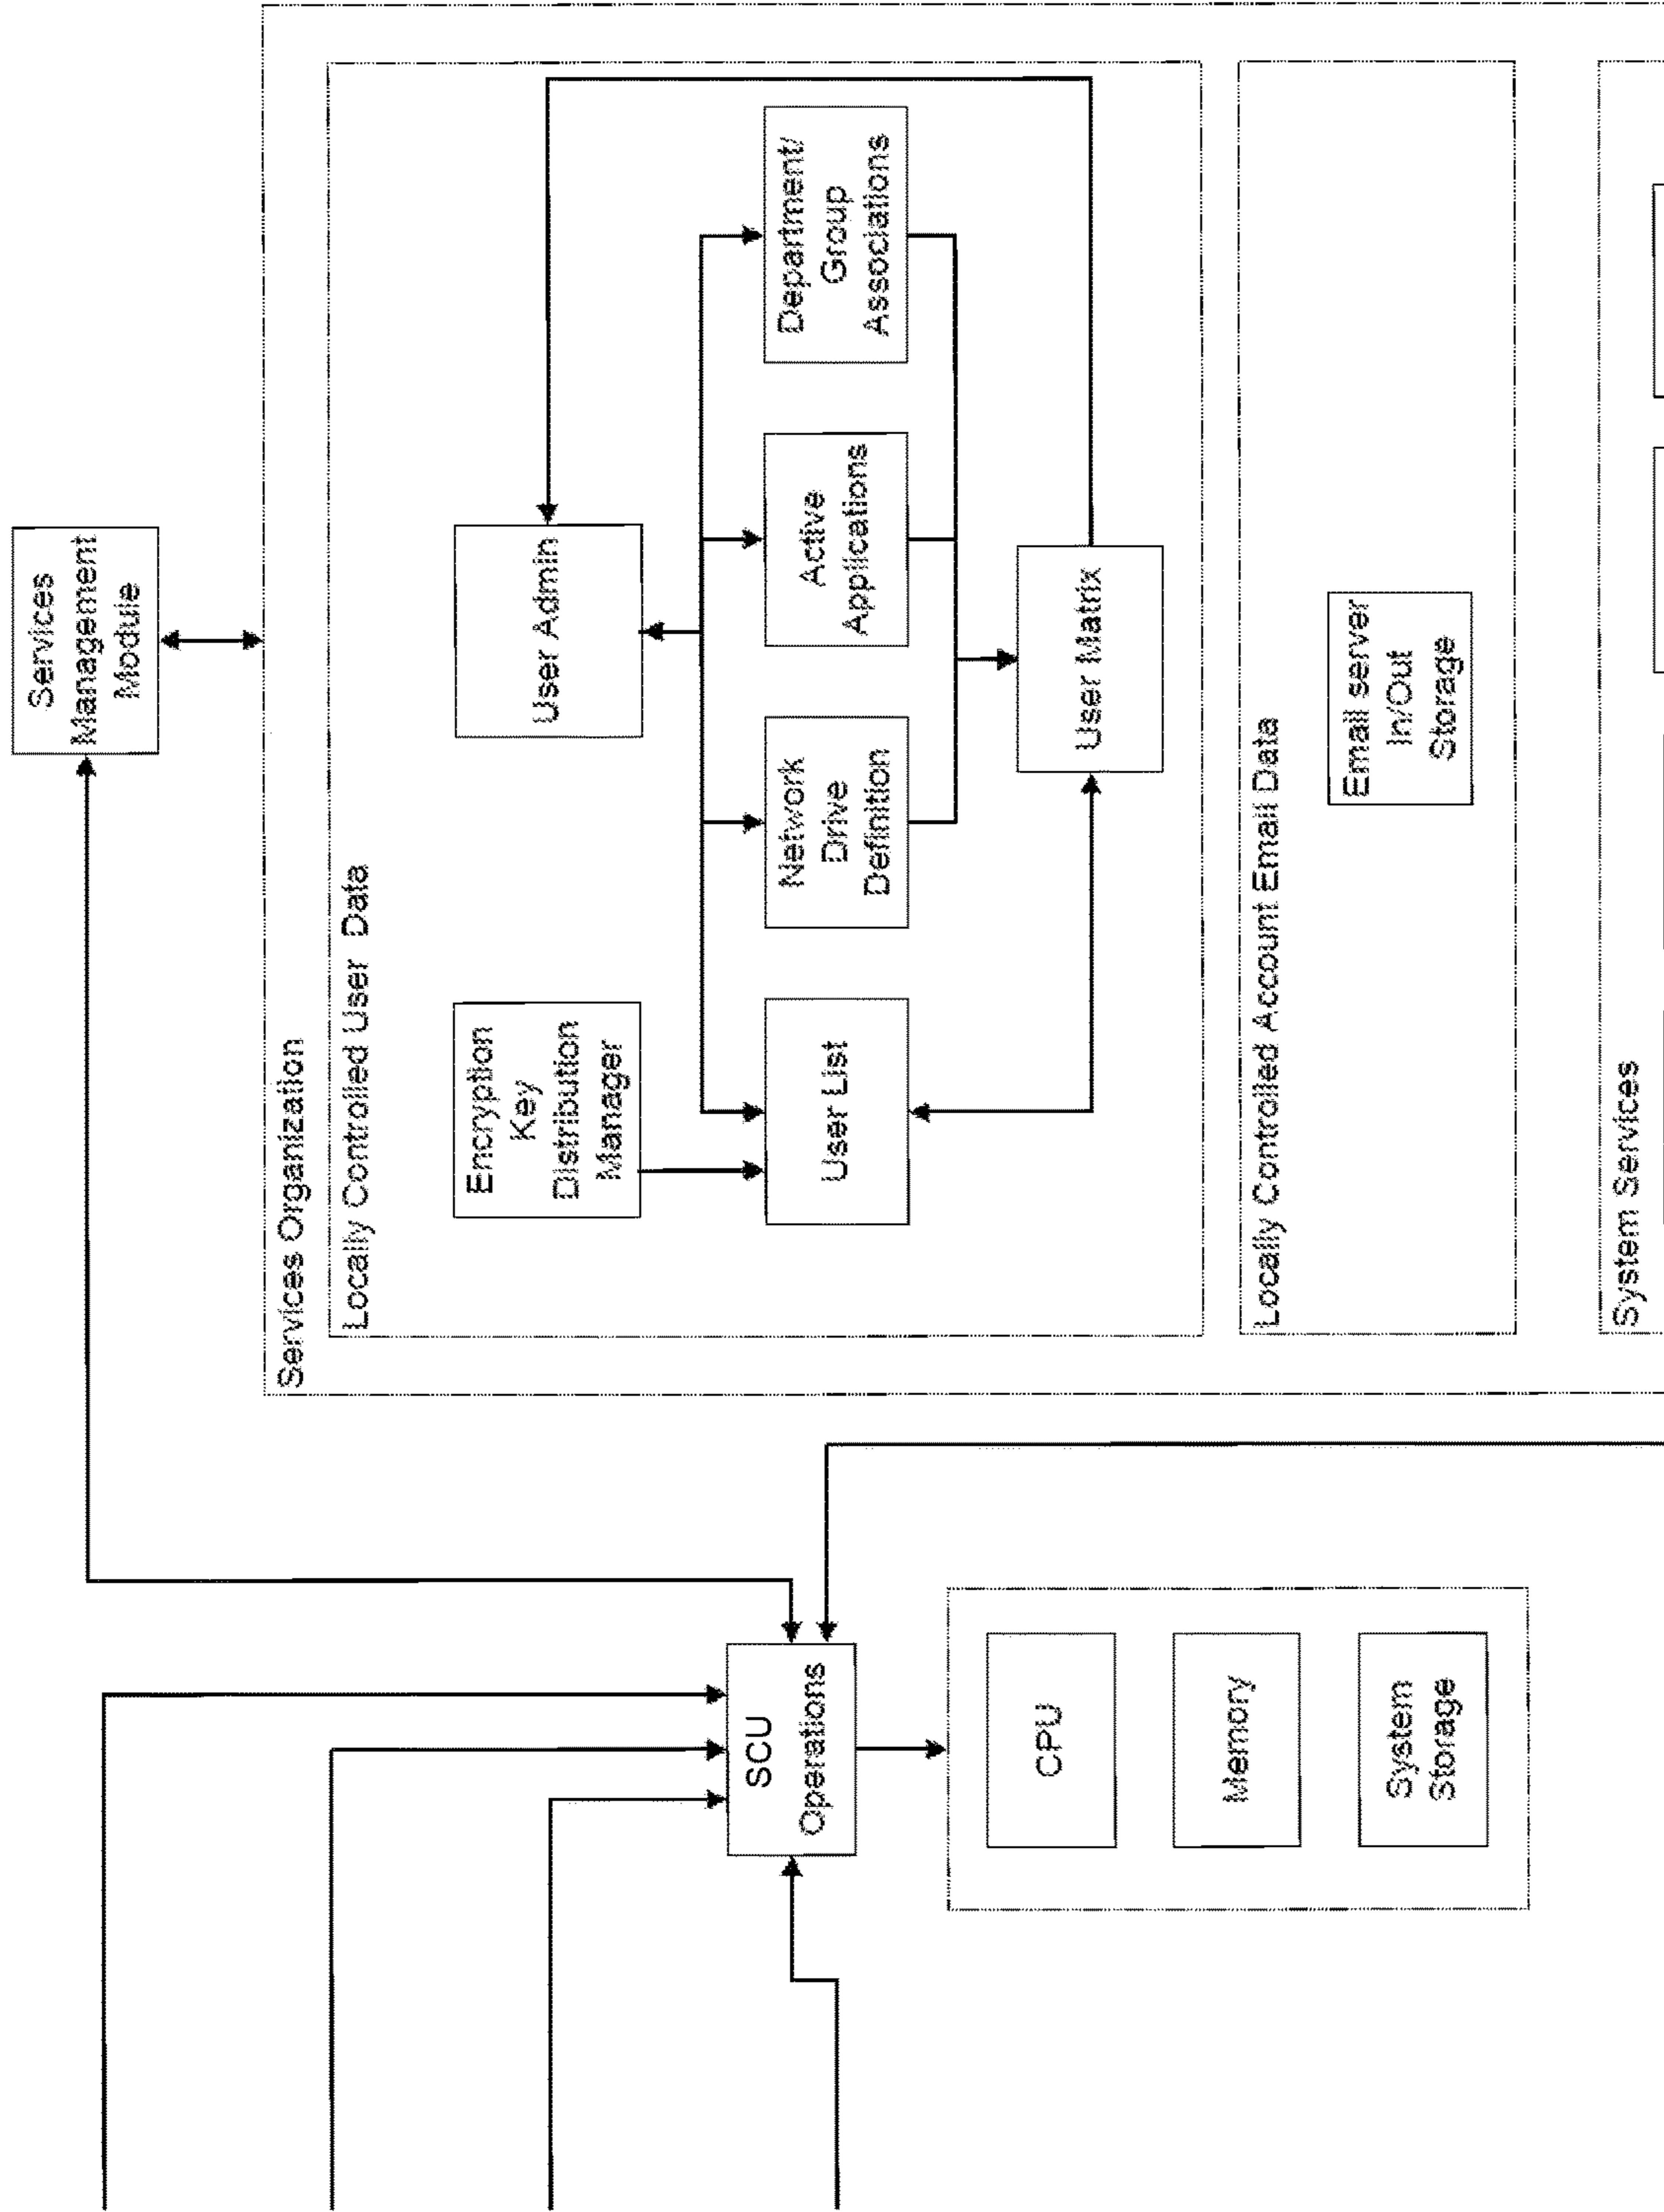 Services
Management
Module
Services Organization
Locally Controlled User Data
Encryption
Key
Distribution
Manager
User Admin
User List
Network
Drive
Definition
Active
Applications
Department/
Group
Associations
User Matrix
Locally Controlled Account Email Data
Email server
In/Out
Storage
System Services
SCU
Operations
CPU
Memory
System
Storage